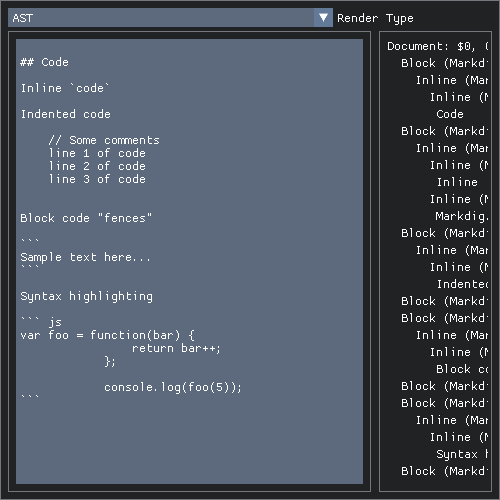 AST
Render Type
## Code
Inline `code`
Indented code
// Some comments
line 1 of code
line 2 of code
line 3 of code
Block code "fences"
```
Sample text here...
```
Syntax highlighting
``` js
var foo = function(bar) {
return bar++;
};
console.log(foo(5));
```
Document: $0,
Block (Markd
Inline (Mar
Inline (M
Code
Block (Markd
Inline (Mar
Inline (M
Inline
Inline (M
Markdig.
Block (Markd
Inline (Mar
Inline (M
Indented
Block (Markd
Block (Markd
Inline (Mar
Inline (M
Block co
Block (Markd
Block (Markd
Inline (Mar
Inline (M
Syntax h
Block (Markd